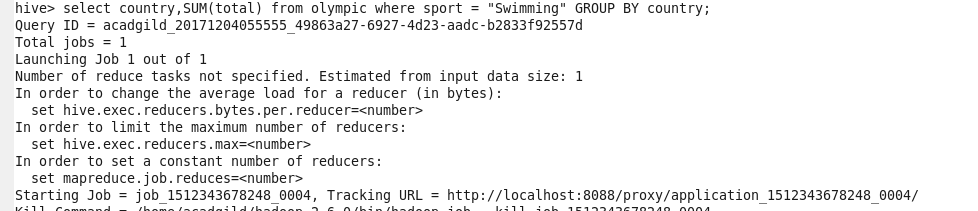 hive> select country,SUM(total) from olympic where sport = "Swimming" GROUP BY country;
Query ID = acadgild_20171204055555_49863a27-6927-4d23-aadc-b2833f92557d
Total jobs = 1
Launching Job 1 out of 1
Number of reduce tasks not specified. Estimated from input data size: 1
In order to change the average load for a reducer (in bytes):
  set hive.exec.reducers.bytes.per.reducer=<number>
In order to limit the maximum number of reducers:
  set hive.exec.reducers.max=<number>
In order to set a constant number of reducers:
  set mapreduce.job.reduces=<number>
Starting Job = job_1512343678248_0004, Tracking URL = http://localhost:8088/proxy/application_1512343678248_0004/
Kill Command = /home/acadgild/hadoop-2.6.0/bin/hadoop job  -kill job_1512343678248_0004